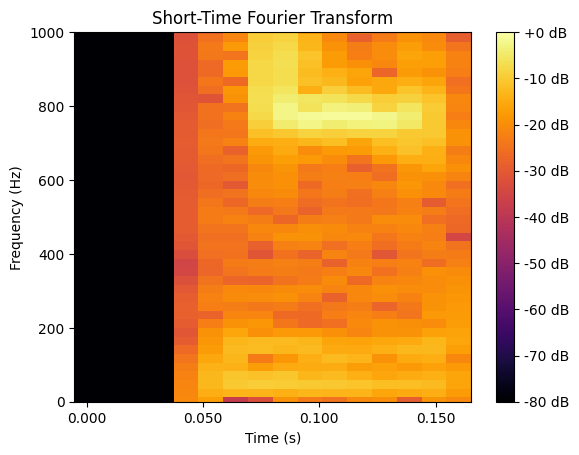 Short-Time Fourier Transform
1000
800
600
400
200
0
Frequency (Hz)
0.000
0.050
0.100
0.150
Time (s)
+0 dB
-10 dB
-20 dB
-30 dB
-40 dB
-50 dB
-60 dB
-70 dB
-80 dB